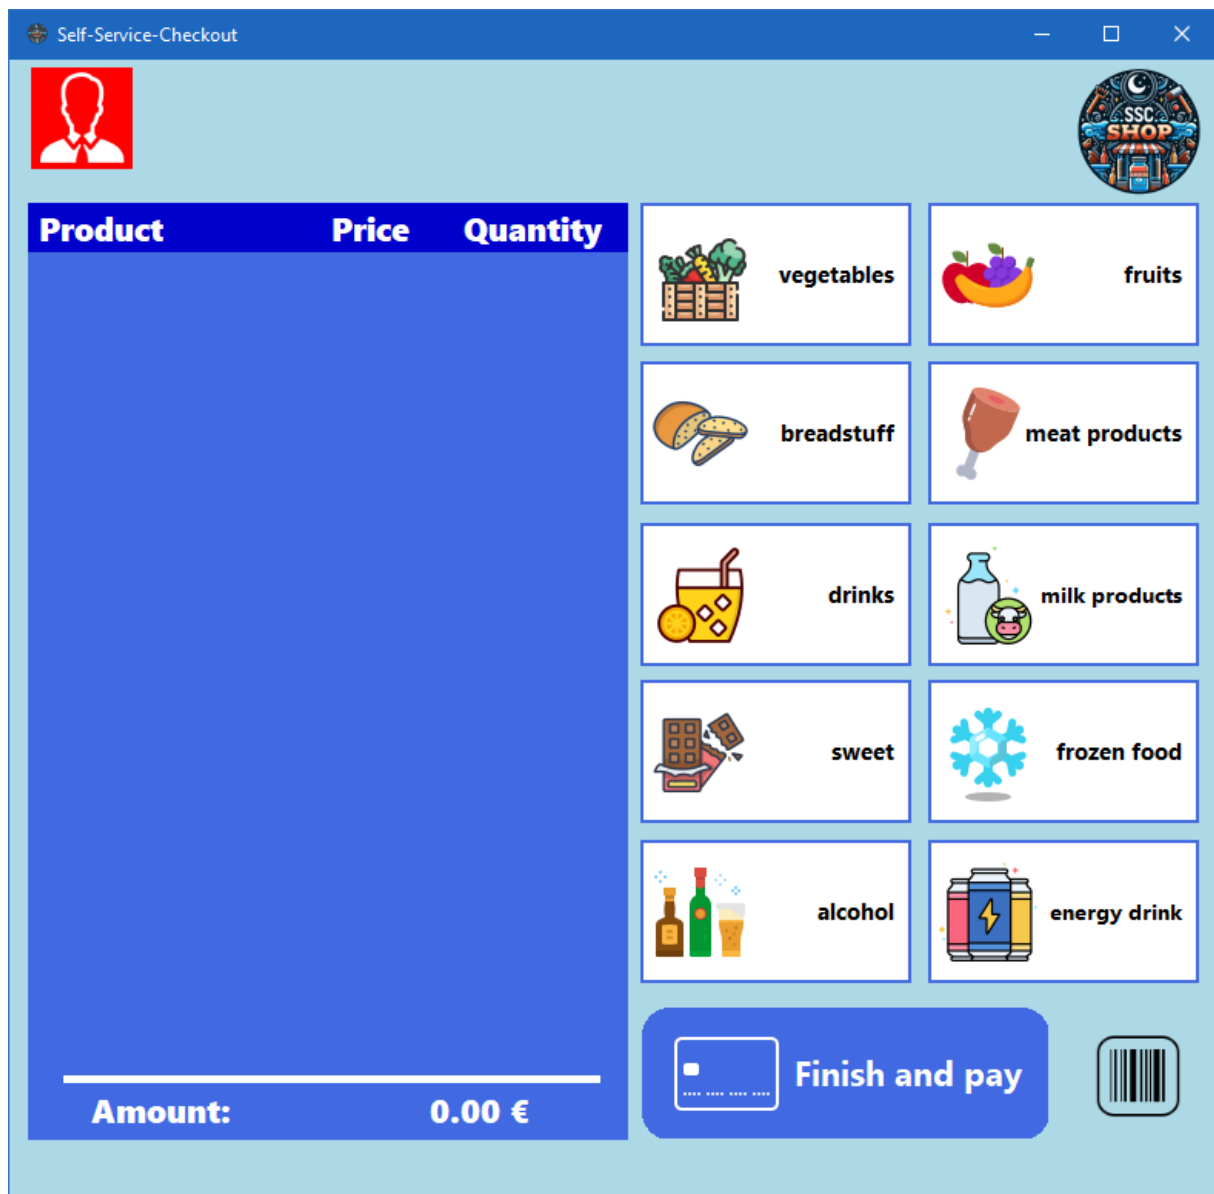 Self-Service-Checkout
SSC
SHOP
Product Price Quantity
vegetables
fruits
breadstuff
meat products
drinks
milk products
sweet
frozen food
alcohol
energy drink
Finish and pay
Amount: 0.00 €